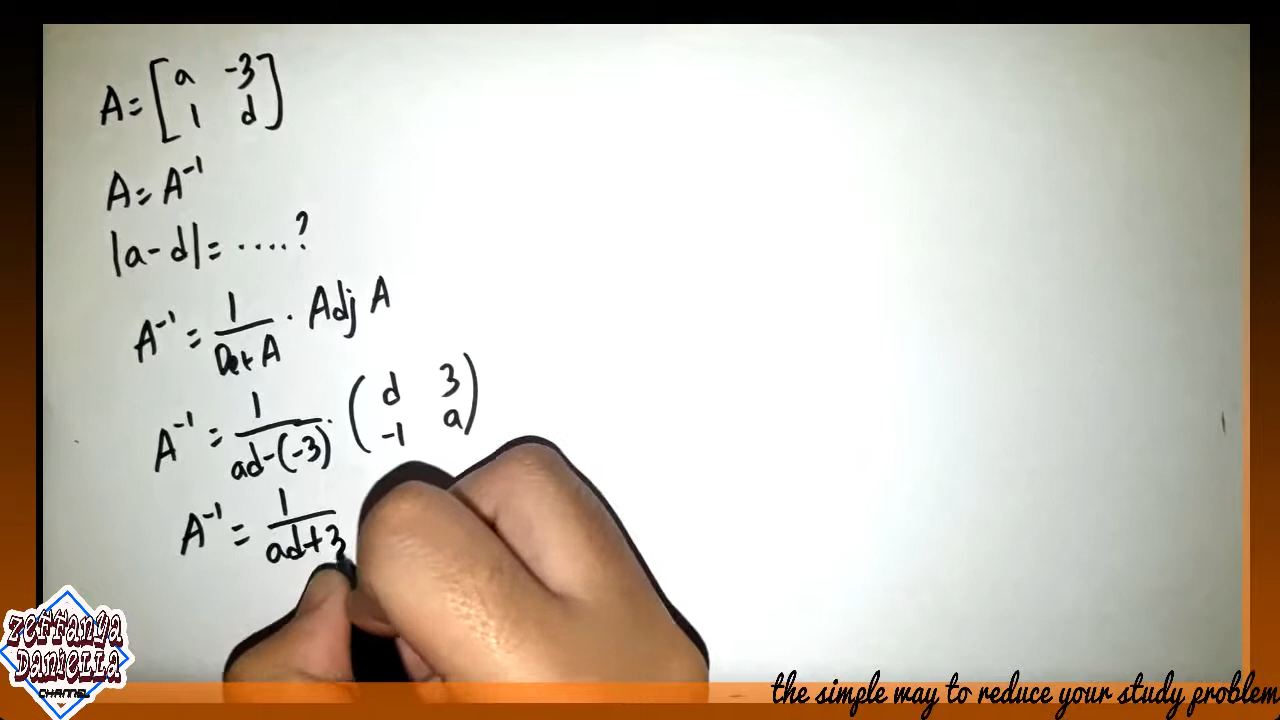 A = [a -3
1 d]
A = A⁻¹
|a - d| = ....?
A⁻¹ = 1/Det A . Adj A
A⁻¹ = 1/ad-(-3) . (d 3
-1 a)
A⁻¹ = 1/ad+3
Zeffanya
Daniella
CHANNEL
the simple way to reduce your study problem